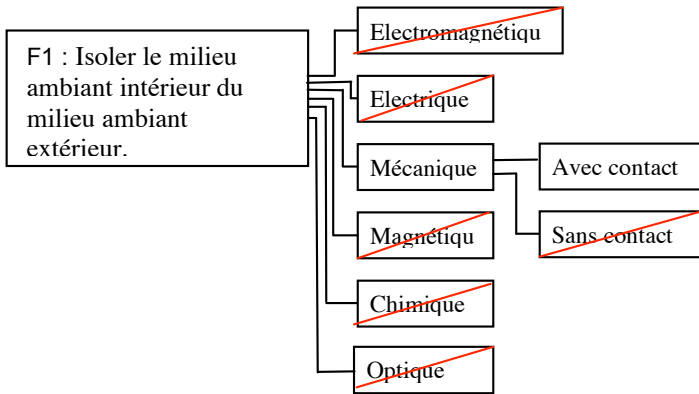 F1 : Isoler le milieu
ambiant intérieur du
milieu ambiant
extérieur.
Electromagnétiqu
Electrique
Mécanique
Avec contact
Magnétiqu
Sans contact
Chimique
Optique